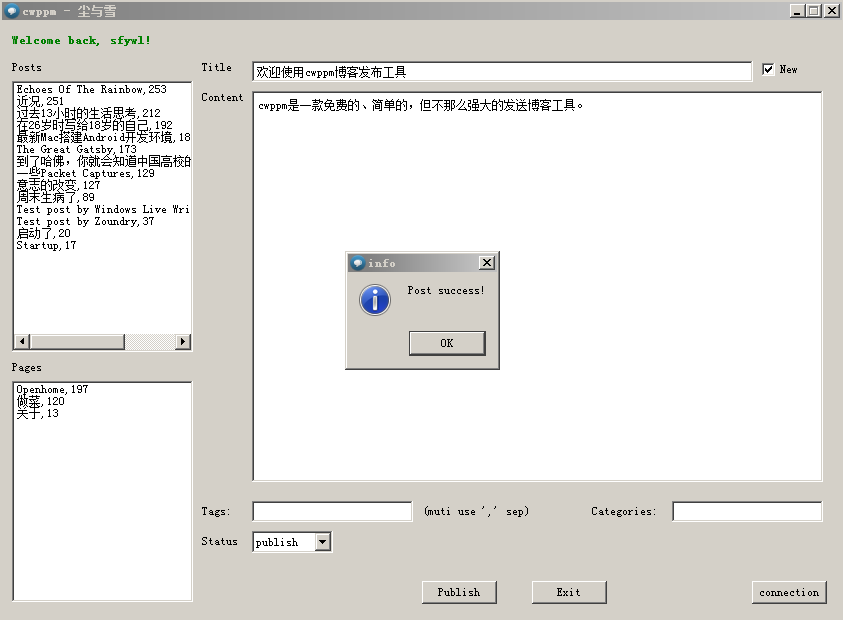 cwppm - 尘与雪
Welcome back, sfywl!
Posts
Echoes Of The Rainbow,253
近况,251
过去13小时的生活思考,212
在26岁时写给18岁的自己,192
最新Mac搭建Android开发环境,18
The Great Gatsby,173
到了哈佛，你就会知道中国高校的
一些Packet Captures,129
意志的改变,127
周末生病了,89
Test post by Windows Live Wri
Test post by Zoundry,37
启动了,20
Startup,17
Pages
Openhome,197
做菜,120
关于,13
Title
欢迎使用cwppm博客发布工具
New
Content
cwppm是一款免费的、简单的，但不那么强大的发送博客工具。
info
Post success!
OK
Tags:
(muti use ',' sep)
Categories:
Status
publish
Publish
Exit
connection